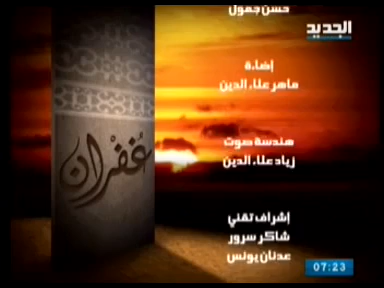 حسن جمول
الجديد
إضاءة
ماهر علاء الدين
غفران
هندسة صوت
زياد علاء الدين
إشراف تقني
شاكر سرور
عدنان يونس
07:23